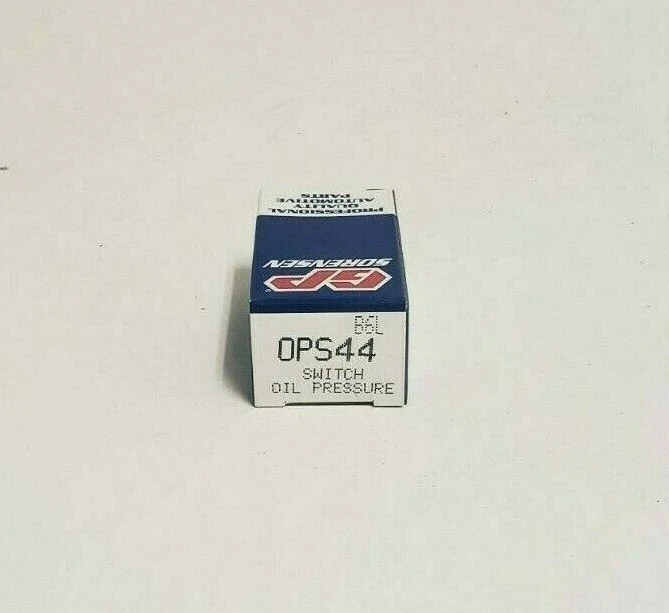 PROFESSIONAL
QUALITY
AUTOMOTIVE
PARTS
GP
SORENSEN
B6L
OPS44
SWITCH
OIL PRESSURE